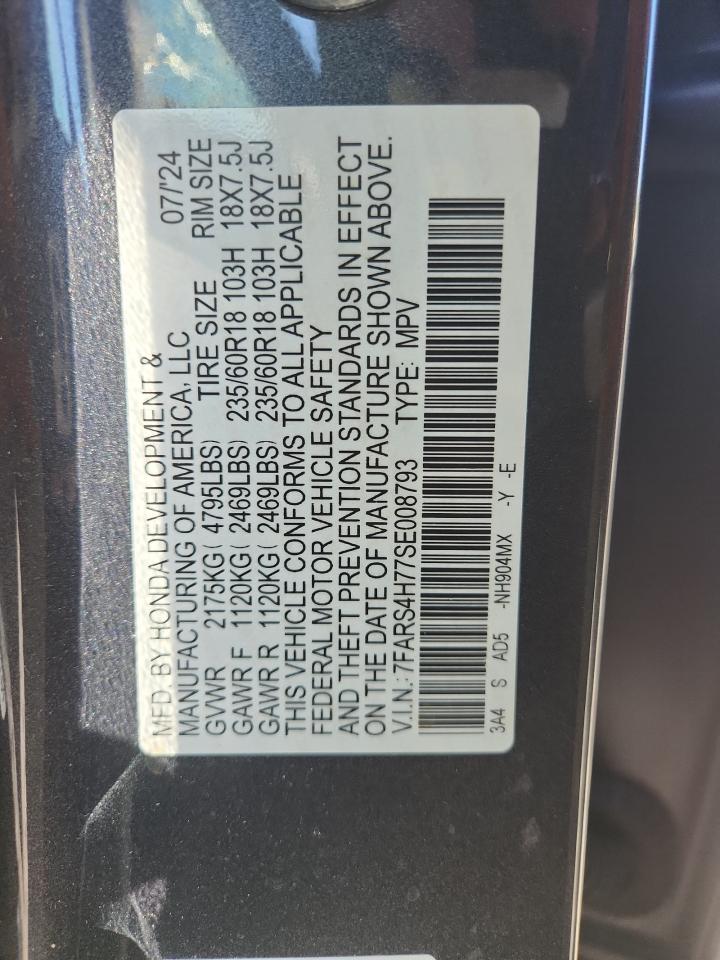 MFD. BY HONDA DEVELOPMENT & 07/'24
MANUFACTURING OF AMERICA, LLC RIM SIZE
GVWR 2175KG( 4795LBS) TIRE SIZE
GAWR F 1120KG( 2469LBS) 235/60R18 103H 18X7.5J
GAWR R 1120KG( 2469LBS) 235/60R18 103H 18X7.5J
THIS VEHICLE CONFORMS TO ALL APPLICABLE
FEDERAL MOTOR VEHICLE SAFETY
AND THEFT PREVENTION STANDARDS IN EFFECT
ON THE DATE OF MANUFACTURE SHOWN ABOVE.
V.I.N.: 7FARS4H77SE008793 TYPE: MPV
3A4 S AD5 -NH904MX -Y -E